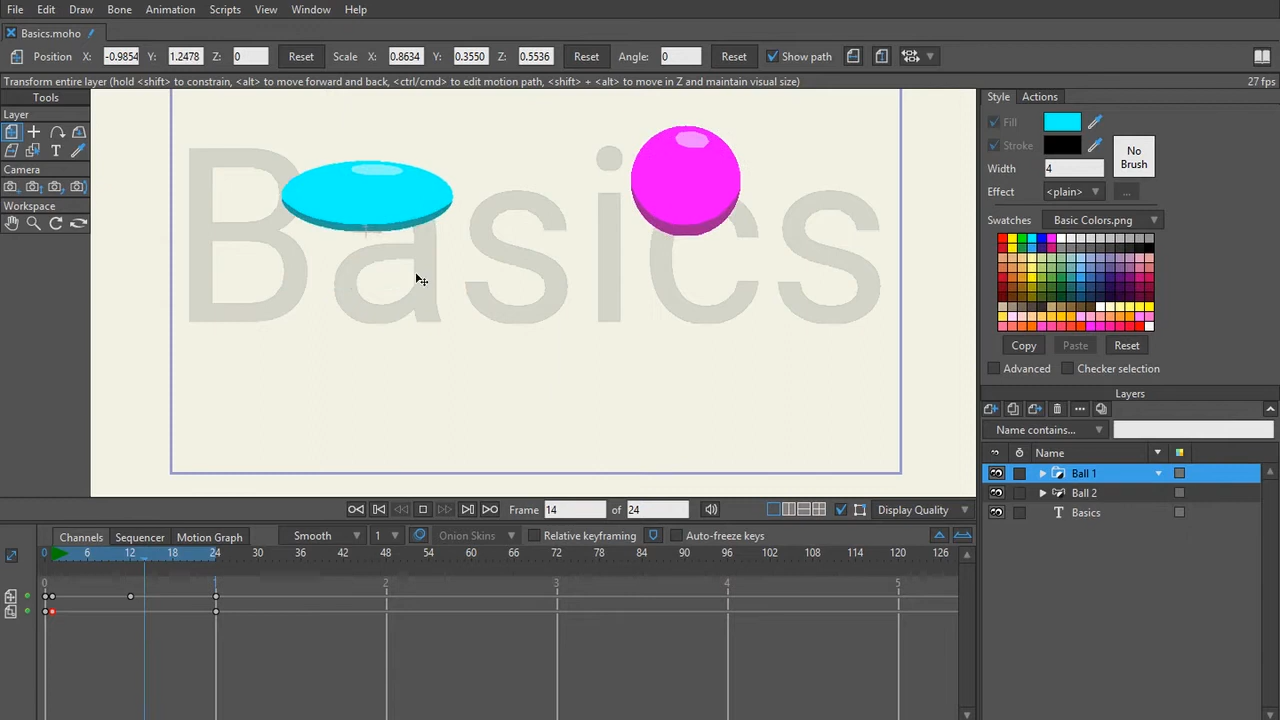 File Edit Draw Bone Animation Scripts View Window Help
Basics.moho
Position X: -0.9854 Y: 1.2478 Z: 0 Reset Scale X: 0.8634 Y: 0.3550 Z: 0.5536 Reset Angle: 0 Reset Show path
Transform entire layer (hold <shift> to constrain, <alt> to move forward and back, <ctrl/cmd> to edit motion path, <shift> + <alt> to move in Z and maintain visual size) 27 fps
Tools
Layer
Camera
Workspace
Basics
Style Actions
Fill
Stroke
No
Brush
Width 4
Effect <plain> ...
Swatches Basic Colors.png
Copy Paste Reset
Advanced Checker selection
Layers
Name contains...
Name
Ball 1
Ball 2
Basics
Frame 14 of 24 Display Quality
Channels Sequencer Motion Graph Smooth 1 Onion Skins Relative keyframing Auto-freeze keys
0 6 12 18 24 30 36 42 48 54 60 66 72 78 84 90 96 102 108 114 120 126
0 1 2 3 4 5